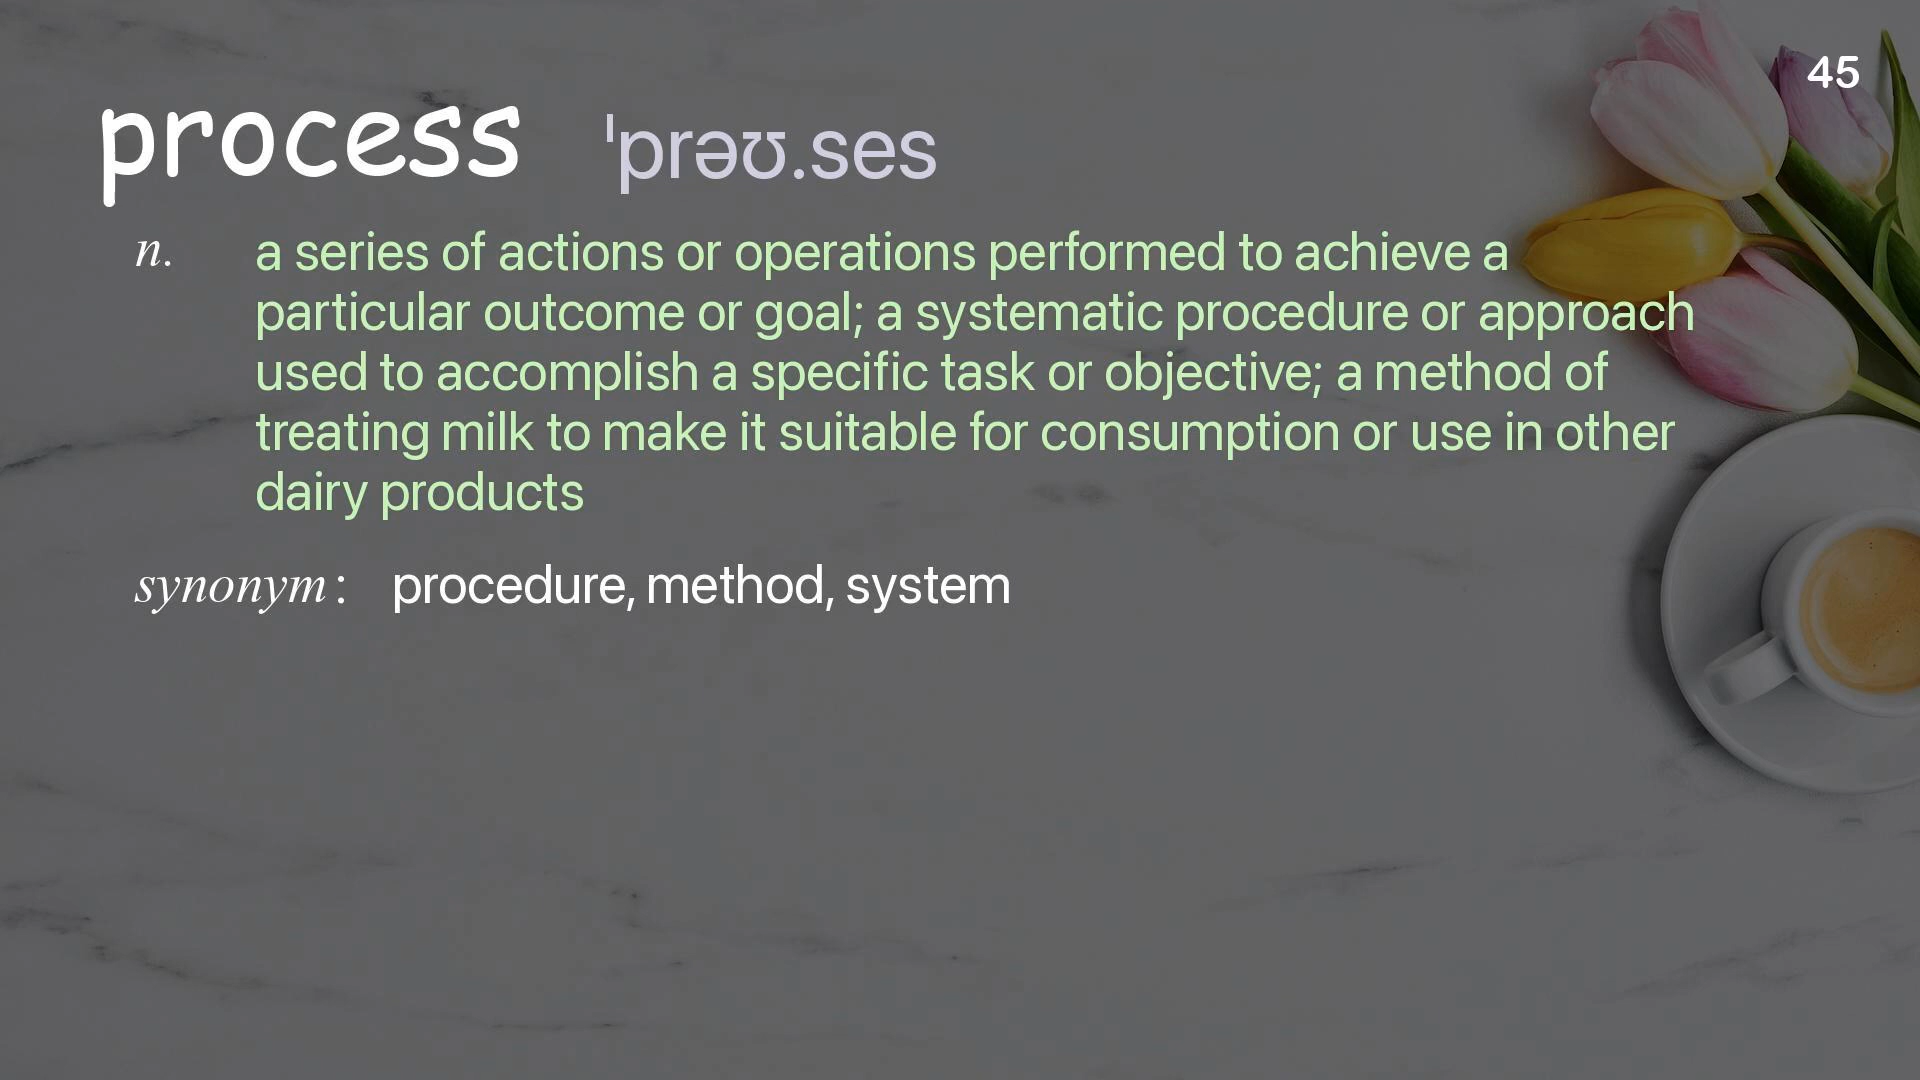 45
process ˈprəʊ.ses
n. a series of actions or operations performed to achieve a
particular outcome or goal; a systematic procedure or approach
used to accomplish a specific task or objective; a method of
treating milk to make it suitable for consumption or use in other
dairy products
synonym: procedure, method, system